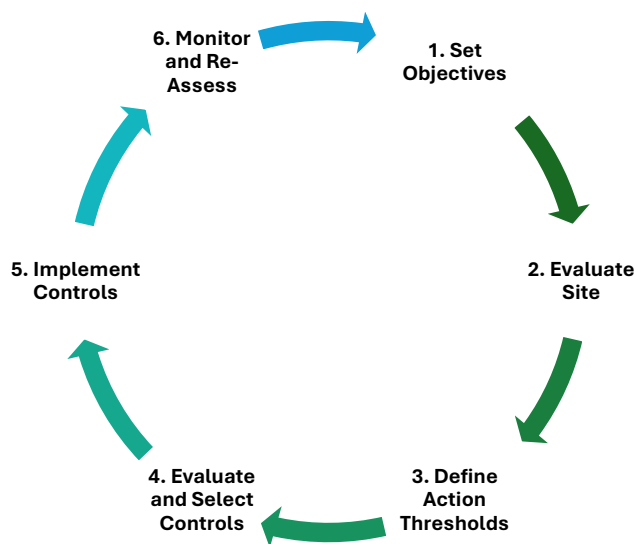 1. Set
Objectives
2. Evaluate
Site
3. Define
Action
Thresholds
4. Evaluate
and Select
Controls
5. Implement
Controls
6. Monitor
and Re-
Assess